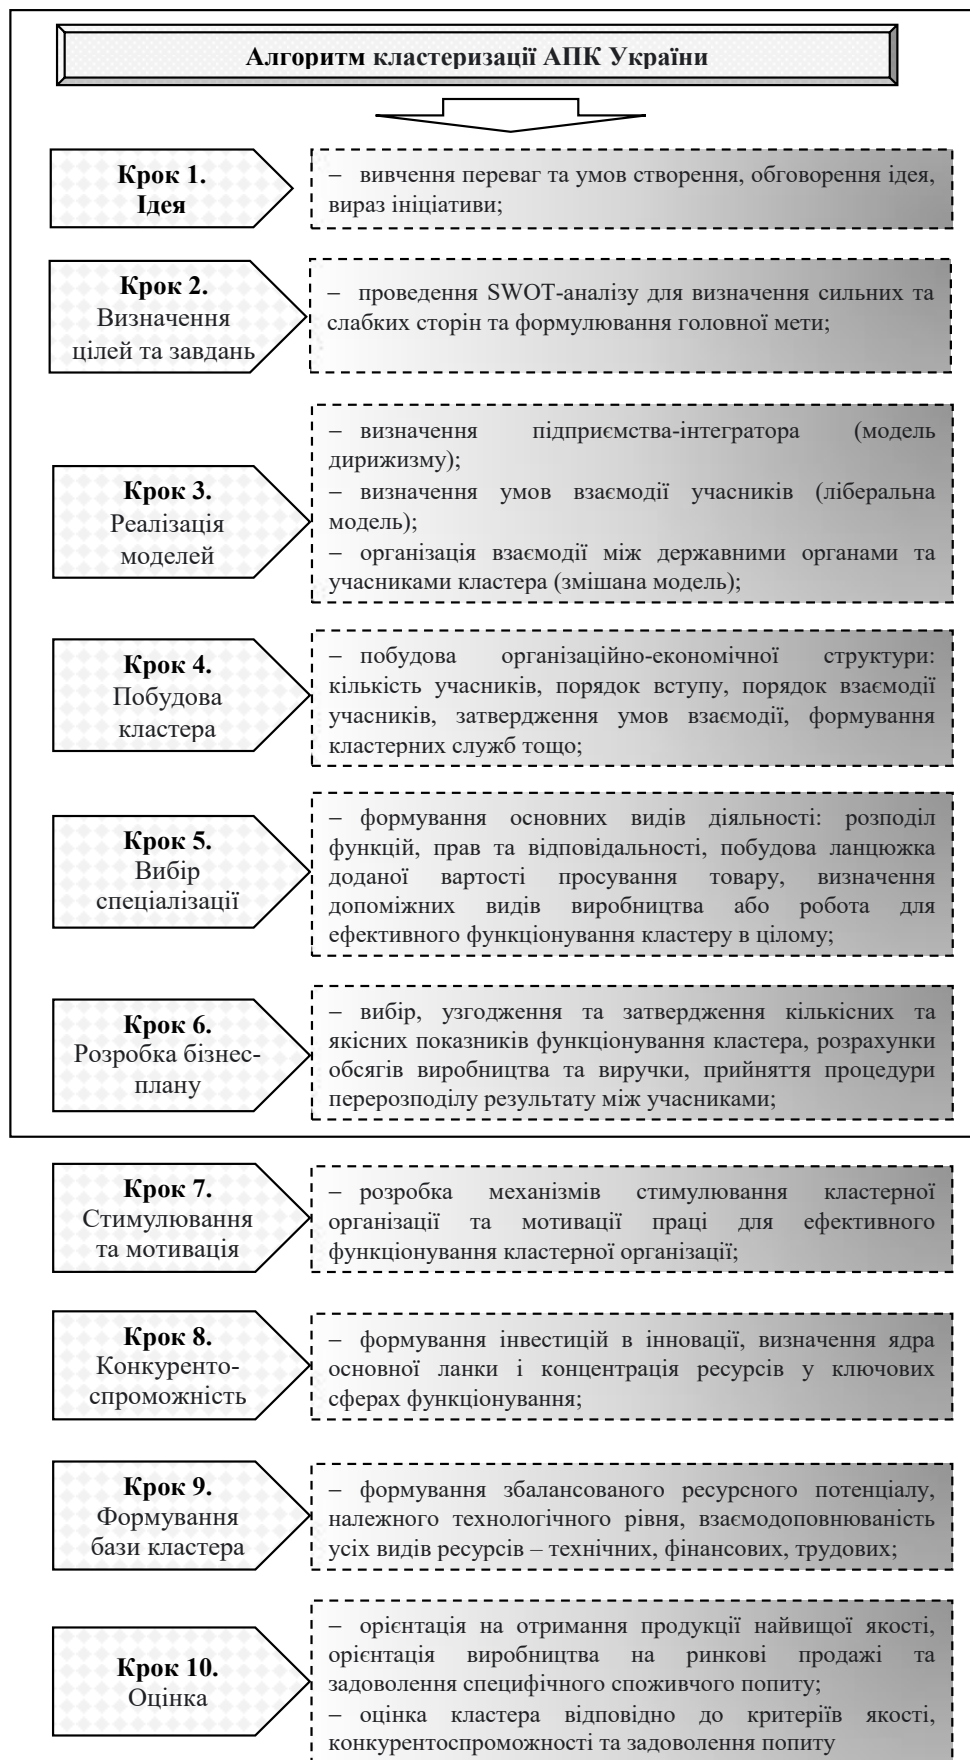 Алгоритм кластеризації АПК України
Крок 1.
Ідея
– вивчення переваг та умов створення, обговорення ідея,
вираз ініціативи;
Крок 2.
Визначення
цілей та завдань
– проведення SWOT-аналізу для визначення сильних та
слабких сторін та формулювання головної мети;
Крок 3.
Реалізація
моделей
– визначення підприємства-інтегратора (модель
дирижизму);
– визначення умов взаємодії учасників (ліберальна
модель);
– організація взаємодії між державними органами та
учасниками кластера (змішана модель);
Крок 4.
Побудова
кластера
– побудова організаційно-економічної структури:
кількість учасників, порядок вступу, порядок взаємодії
учасників, затвердження умов взаємодії, формування
кластерних служб тощо;
Крок 5.
Вибір
спеціалізації
– формування основних видів діяльності: розподіл
функцій, прав та відповідальності, побудова ланцюжка
доданої вартості просування товару, визначення
допоміжних видів виробництва або робота для
ефективного функціонування кластеру в цілому;
Крок 6.
Розробка бізнес-
плану
– вибір, узгодження та затвердження кількісних та
якісних показників функціонування кластера, розрахунки
обсягів виробництва та виручки, прийняття процедури
перерозподілу результату між учасниками;
Крок 7.
Стимулювання
та мотивація
– розробка механізмів стимулювання кластерної
організації та мотивації праці для ефективного
функціонування кластерної організації;
Крок 8.
Конкуренто-
спроможність
– формування інвестицій в інновації, визначення ядра
основної ланки і концентрація ресурсів у ключових
сферах функціонування;
Крок 9.
Формування
бази кластера
– формування збалансованого ресурсного потенціалу,
належного технологічного рівня, взаємодоповнюваність
усіх видів ресурсів – технічних, фінансових, трудових;
Крок 10.
Оцінка
– орієнтація на отримання продукції найвищої якості,
орієнтація виробництва на ринкові продажі та
задоволення специфічного споживчого попиту;
– оцінка кластера відповідно до критеріїв якості,
конкурентоспроможності та задоволення попиту